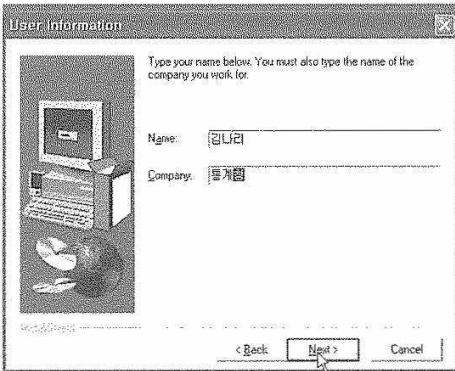 User Information
Type your name below. You must also type the name of the
company you work for.
Name:
김나리
Company:
통계청
< Back
Next >
Cancel